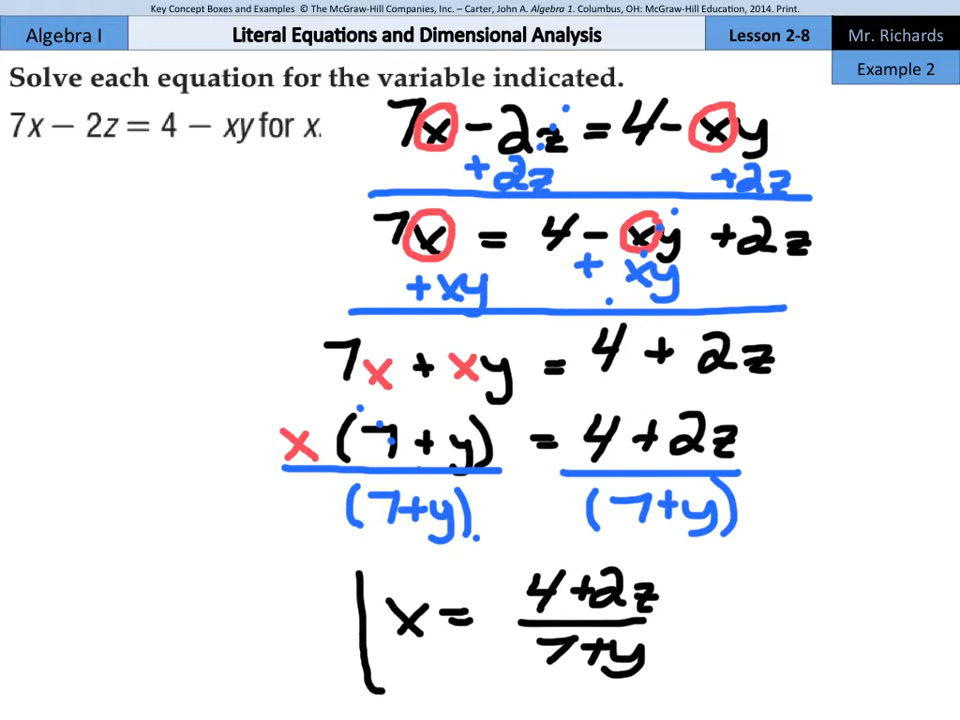 Key Concept Boxes and Examples © The McGraw-Hill Companies, Inc. – Carter, John A. Algebra 1. Columbus, OH: McGraw-Hill Education, 2014. Print.
Algebra I
Literal Equations and Dimensional Analysis
Lesson 2-8
Mr. Richards
Example 2
Solve each equation for the variable indicated.
7x − 2z = 4 − xy for x.
7x − 2z = 4 − xy
+2z +2z
7x = 4 − xy + 2z
+xy + xy
7x + xy = 4 + 2z
x (7 + y) = 4 + 2z
(7+y) (7+y)
x = 4+2z
7+y